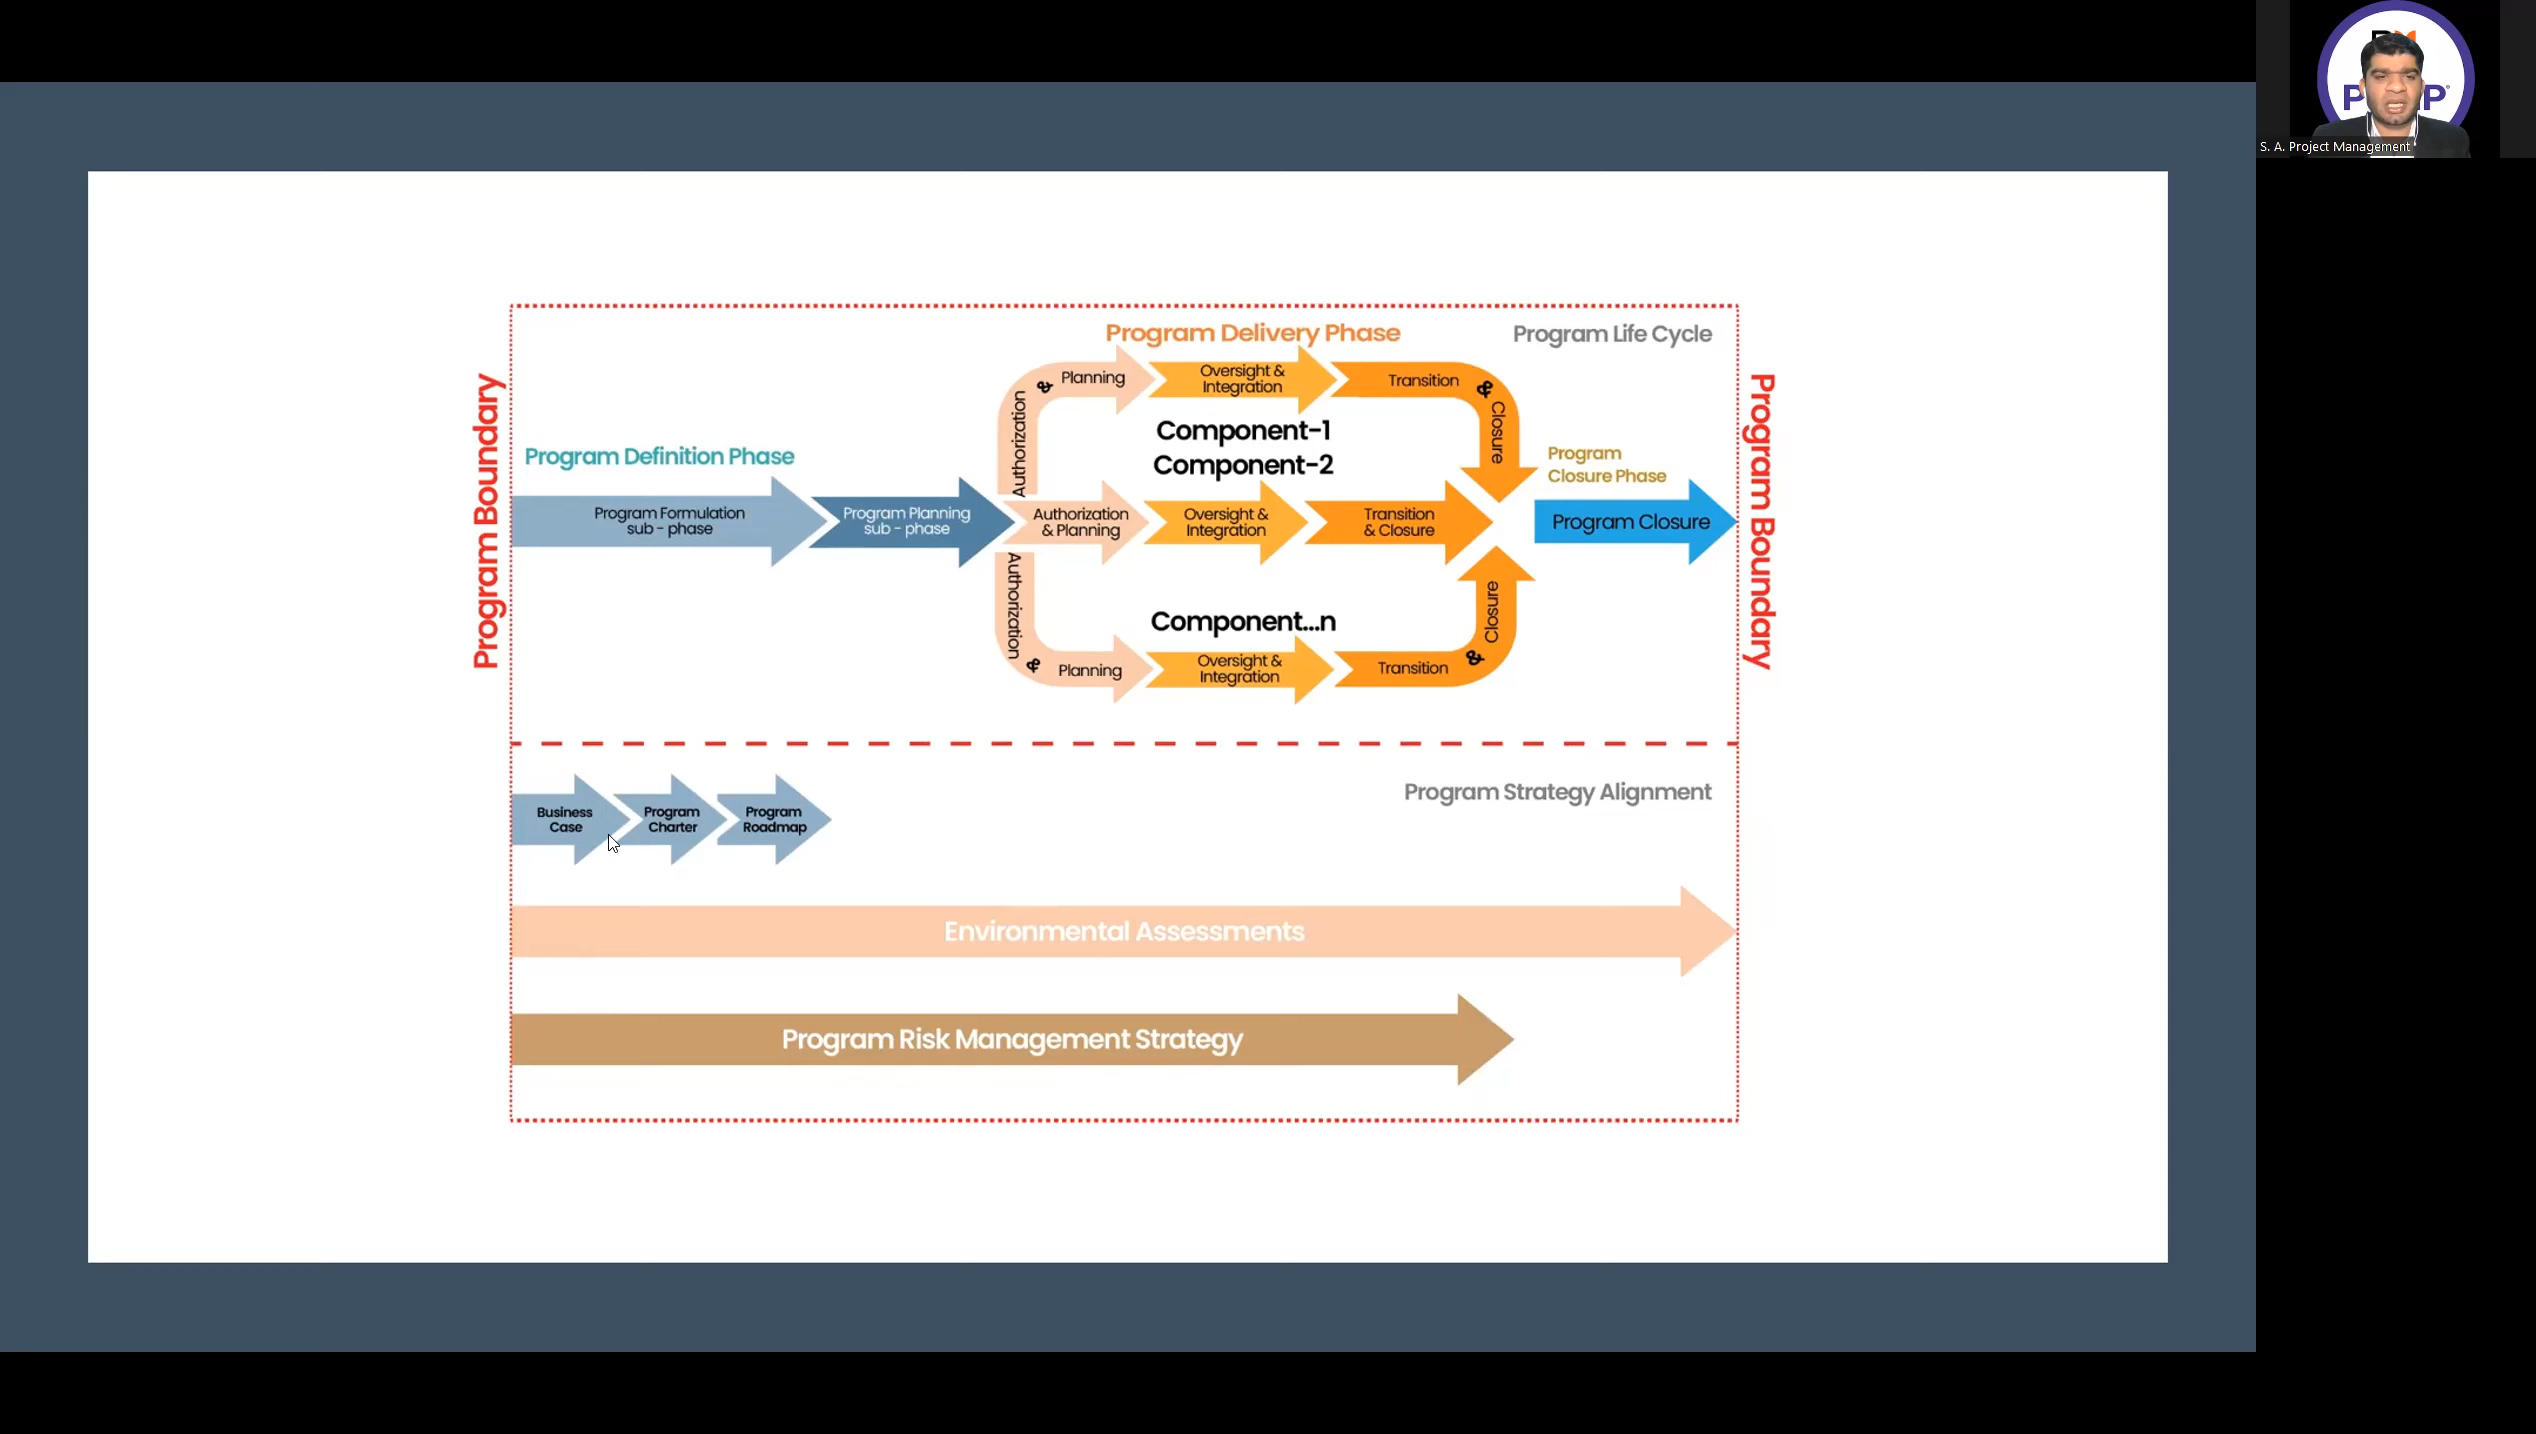 S. A. Project Management
Program Boundary
Program Delivery Phase
Program Life Cycle
Authorization & Planning
Oversight &
Integration
Transition & Closure
Component-1
Component-2
Program Definition Phase
Program Formulation
sub - phase
Program Planning
sub - phase
Authorization
& Planning
Oversight &
Integration
Transition
& Closure
Program
Closure Phase
Program Closure
Program Boundary
Component...n
Authorization & Planning
Oversight &
Integration
Transition & Closure
Program Strategy Alignment
Business
Case
Program
Charter
Program
Roadmap
Environmental Assessments
Program Risk Management Strategy